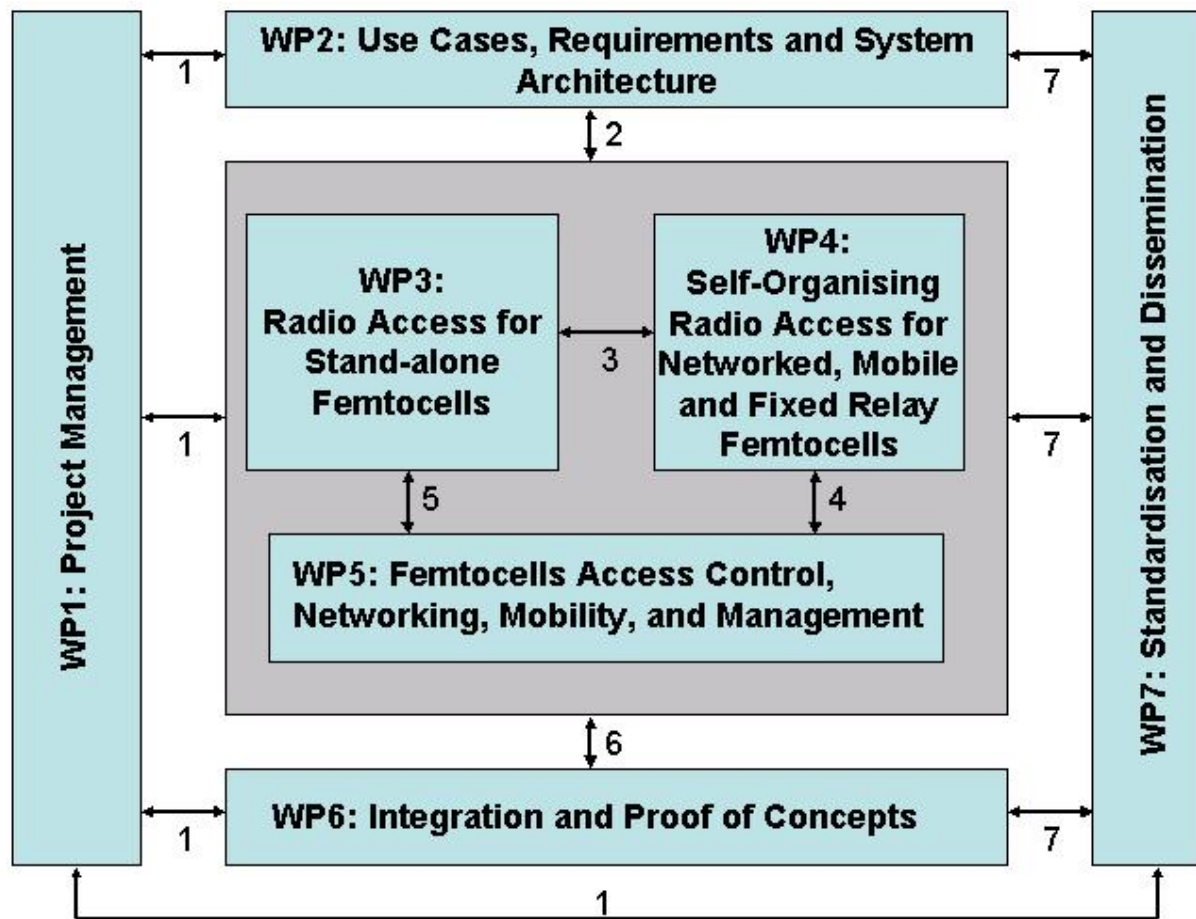 WP1: Project Management
WP2: Use Cases, Requirements and System
Architecture
1
7
2
WP3:
Radio Access for
Stand-alone
Femtocells
3
WP4:
Self-Organising
Radio Access for
Networked, Mobile
and Fixed Relay
Femtocells
1
7
5
4
WP5: Femtocells Access Control,
Networking, Mobility, and Management
6
WP6: Integration and Proof of Concepts
1
7
WP7: Standardisation and Dissemination
1